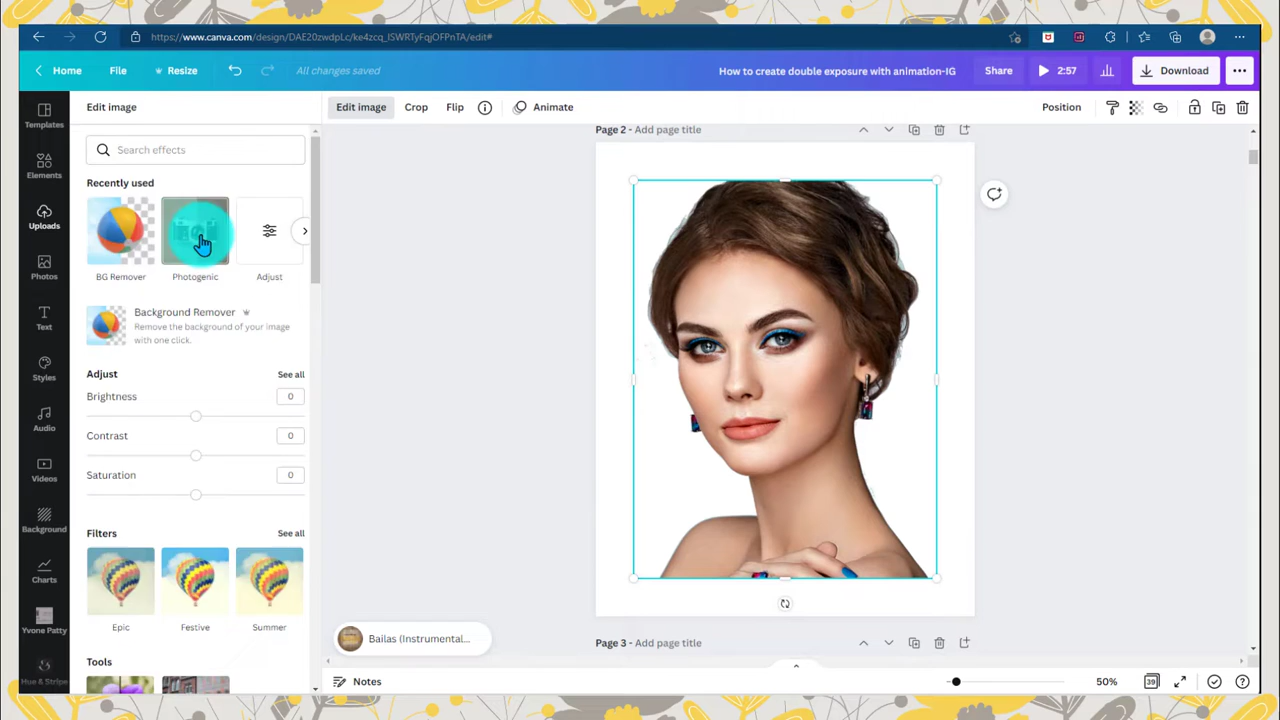 https://www.canva.com/design/DAE20zwdpLc/ke4zcq_lSWRTyFqjOFPnTA/edit#
Home
File
Resize
All changes saved
How to create double exposure with animation-IG
Share
2:57
Download
Templates
Elements
Uploads
Photos
Text
Styles
Audio
Videos
Background
Charts
Yvone Patty
Hue & Stripe
Edit image
Search effects
Recently used
BG Remover
Photogenic
Adjust
Background Remover
Remove the background of your image
with one click.
Adjust
See all
Brightness
0
Contrast
0
Saturation
0
Filters
See all
Epic
Festive
Summer
Tools
Edit image
Crop
Flip
Animate
Position
Page 2 - Add page title
Bailas (Instrumental...
Page 3 - Add page title
Notes
50%
39